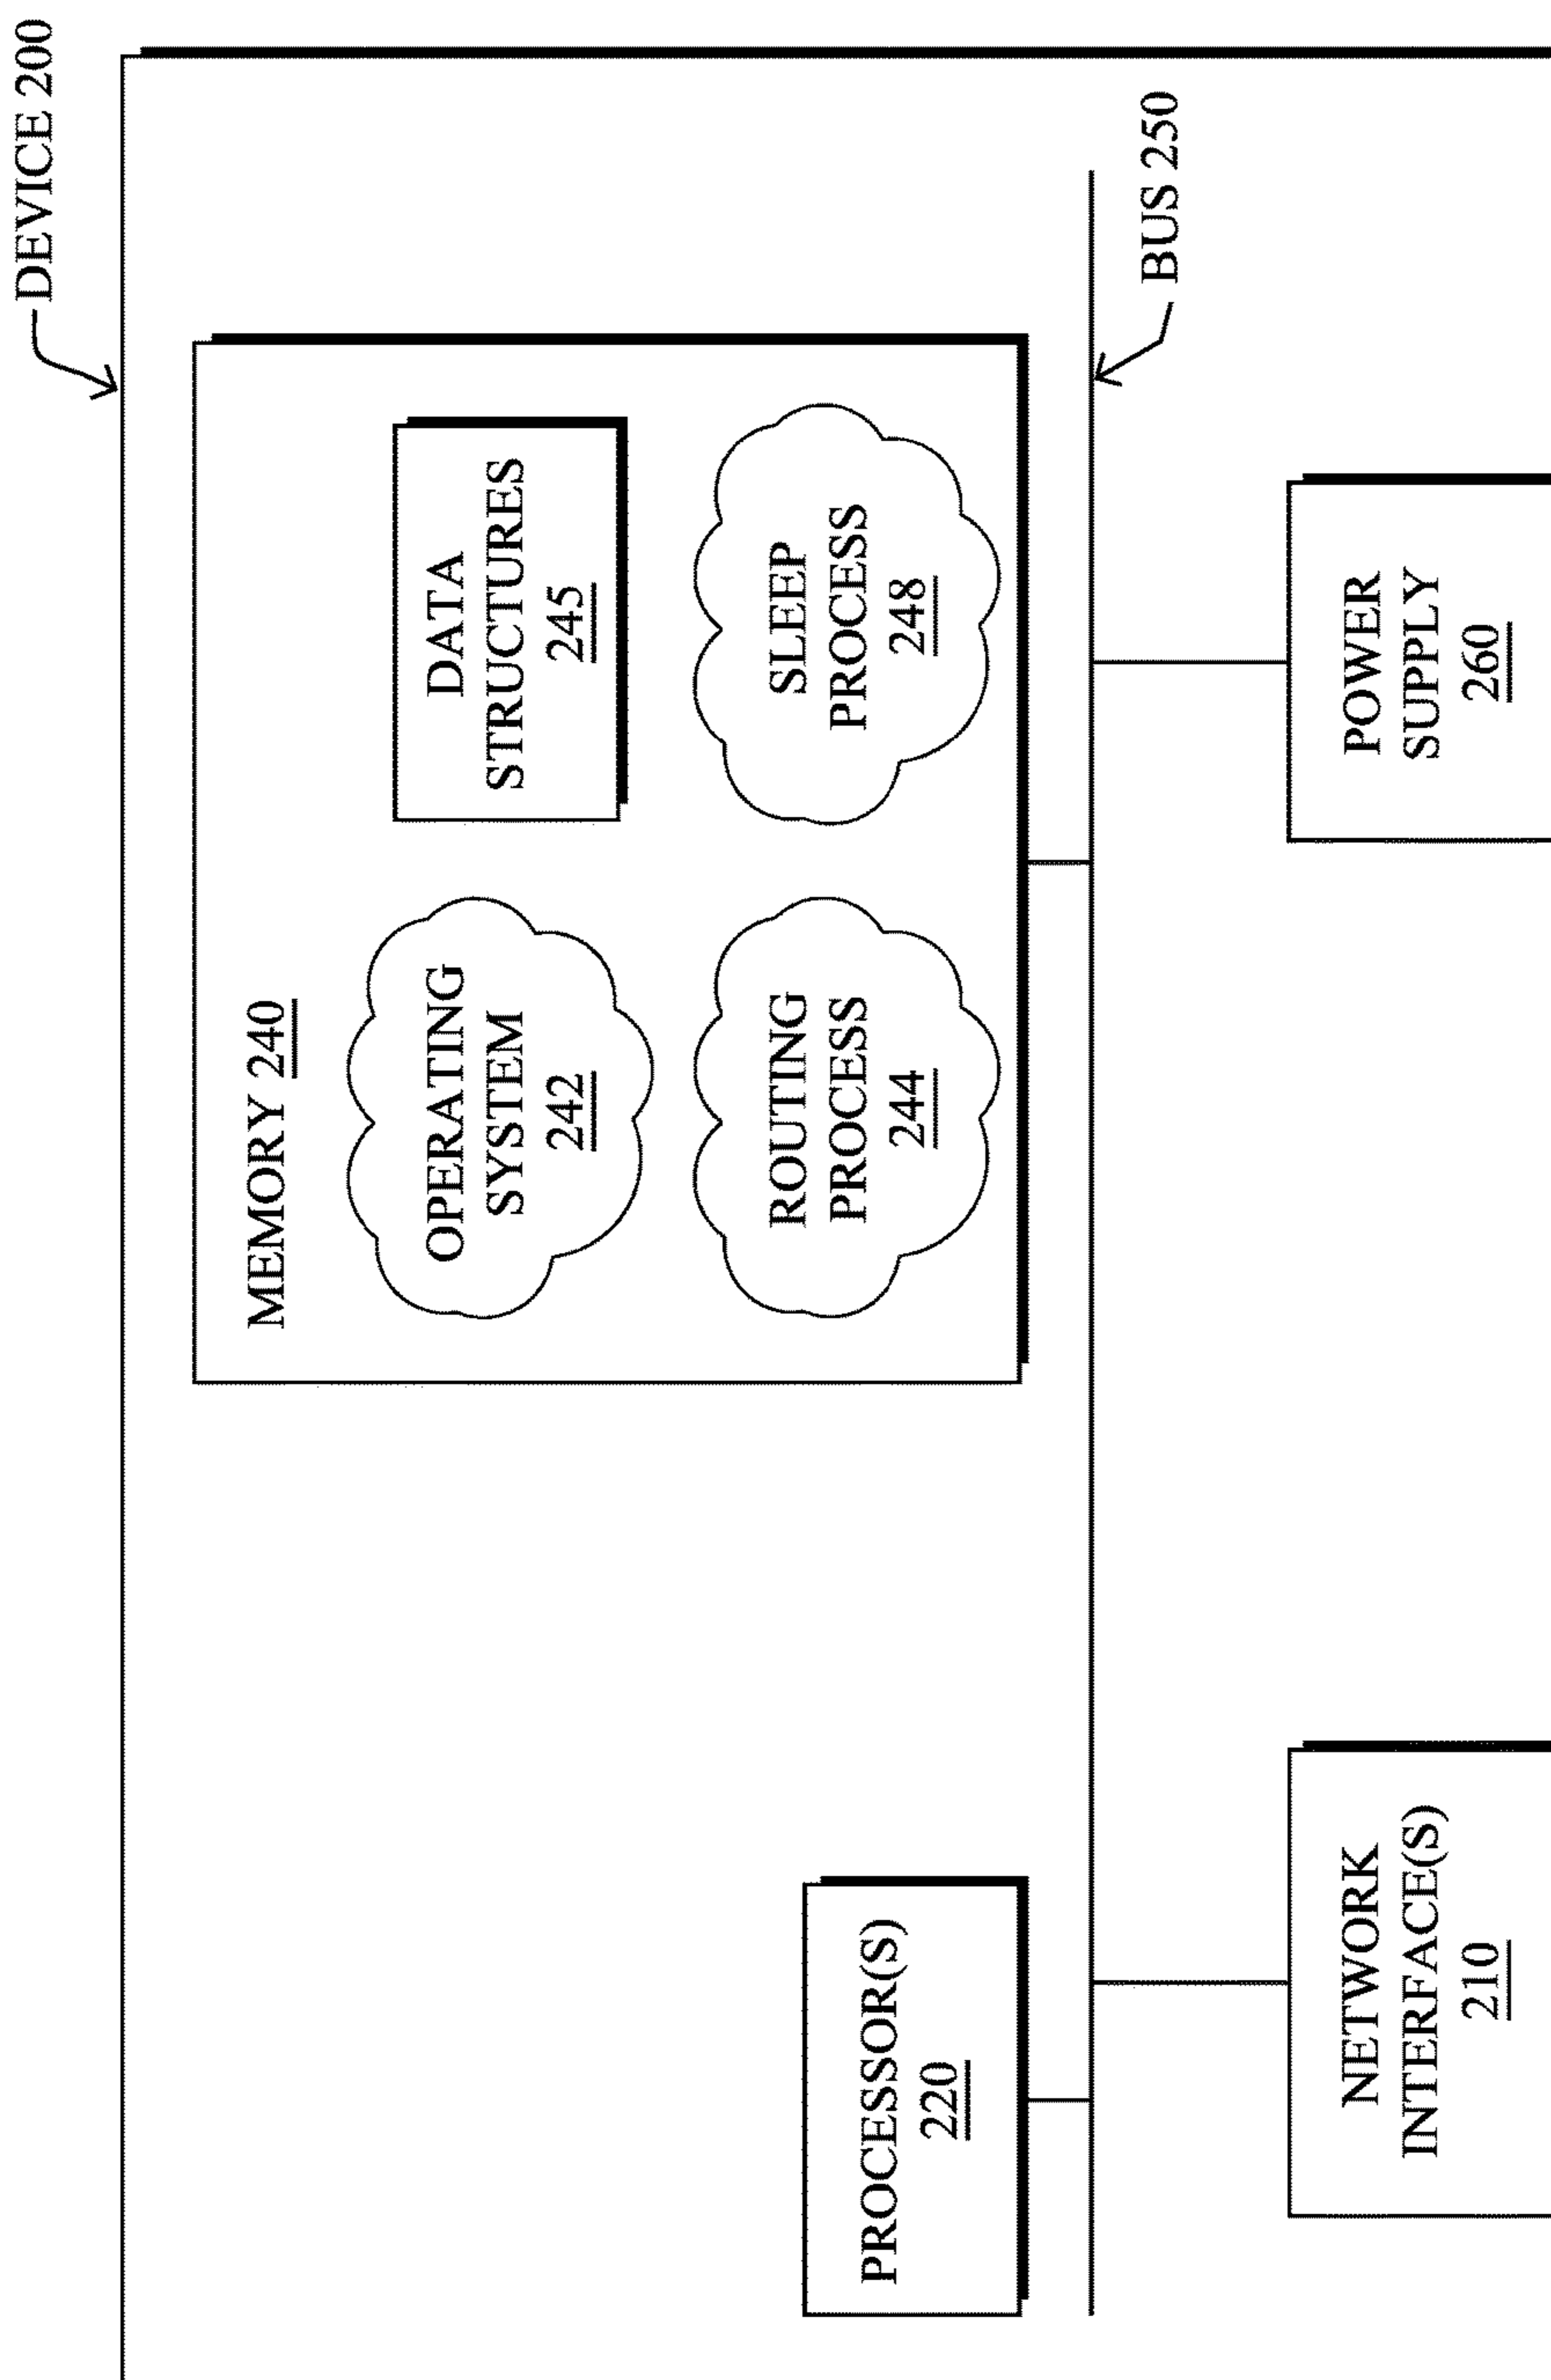 DEVICE 200
MEMORY 240
OPERATING
SYSTEM
242
DATA
STRUCTURES
245
ROUTING
PROCESS
244
SLEEP
PROCESS
248
PROCESSOR(S)
220
BUS 250
NETWORK
INTERFACE(S)
210
POWER
SUPPLY
260